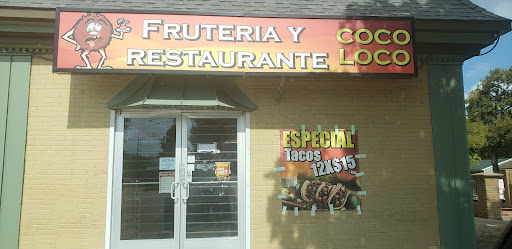 FRUTERIA Y COCO
RESTAURANTE LOCO
ESPECIAL
Tacos
12X$15